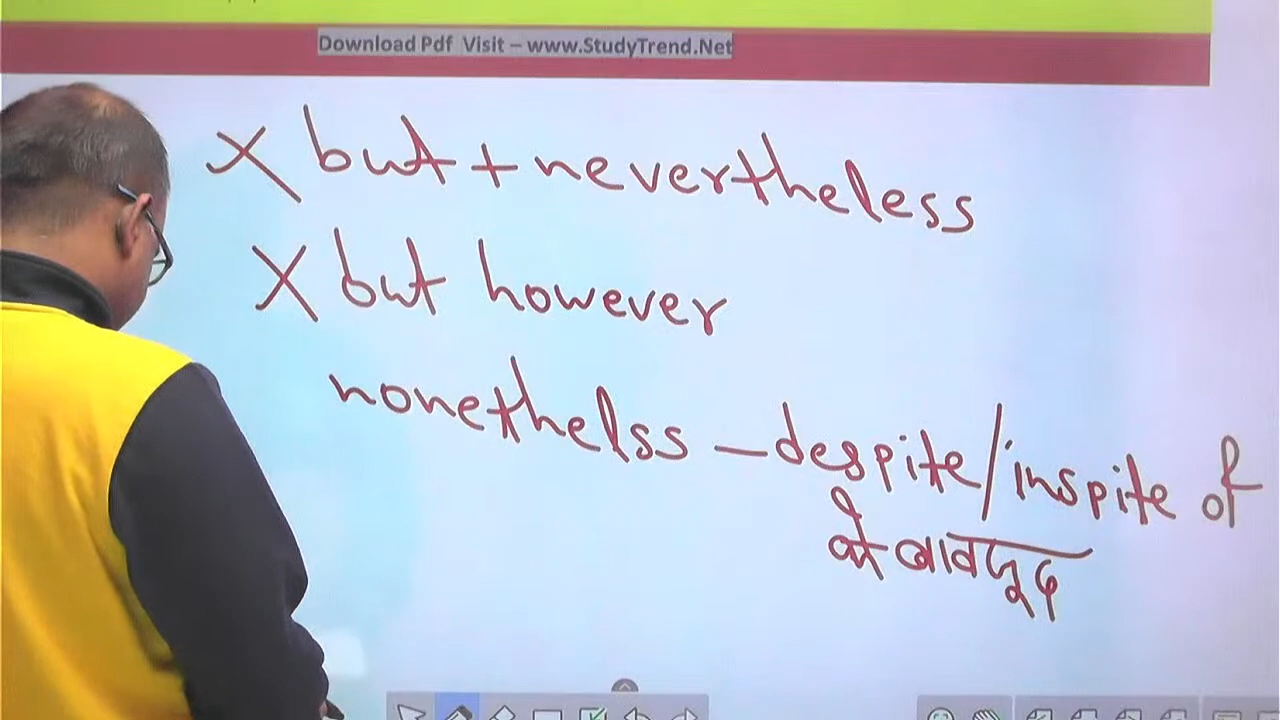 Download Pdf Visit – www.StudyTrend.Net
X but + nevertheless
X but however
nonethelss – despite/inspite of
के बावजूद